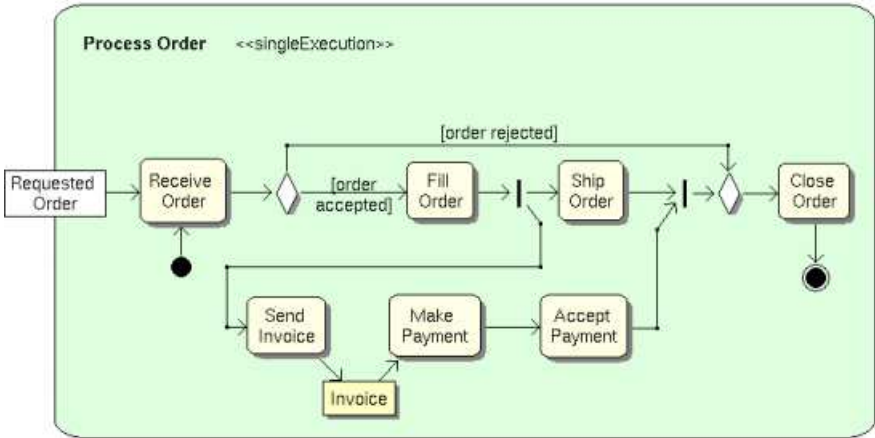 Process Order <<singleExecution>>
[order rejected]
Requested
Order
Receive
Order
[order
accepted]
Fill
Order
Ship
Order
Close
Order
Send
Invoice
Make
Payment
Accept
Payment
Invoice